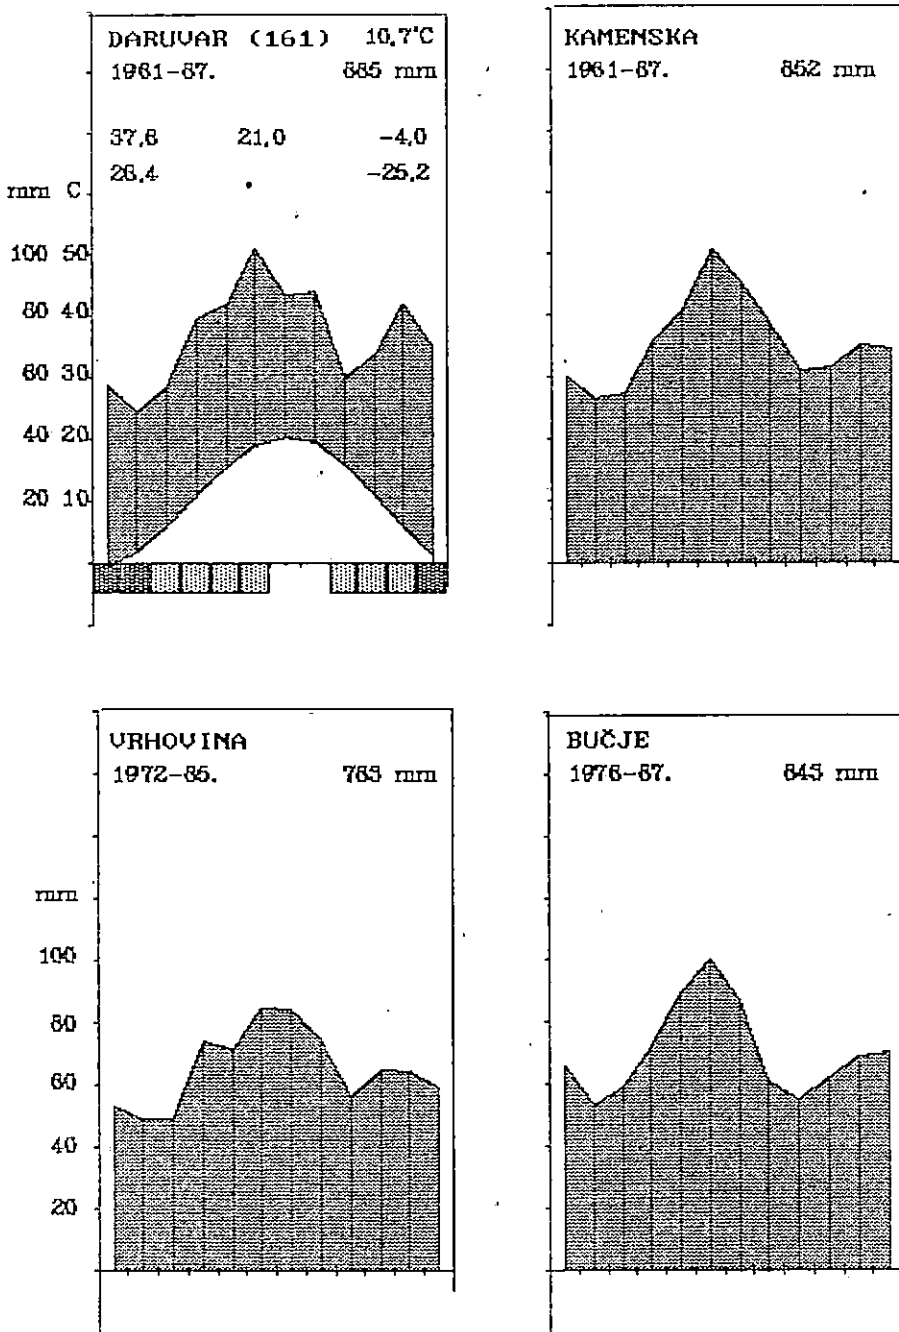 DARUVAR (161) 10.7°C
1961-87. 885 mm
37.8 21.0 -4.0
26.4 -25.2
mm C
100 50
80 40
60 30
40 20
20 10
KAMENSKA
1961-87. 852 mm
VRHOVINA
1972-85. 783 mm
mm
100
80
60
40
20
BUČJE
1976-87. 843 mm